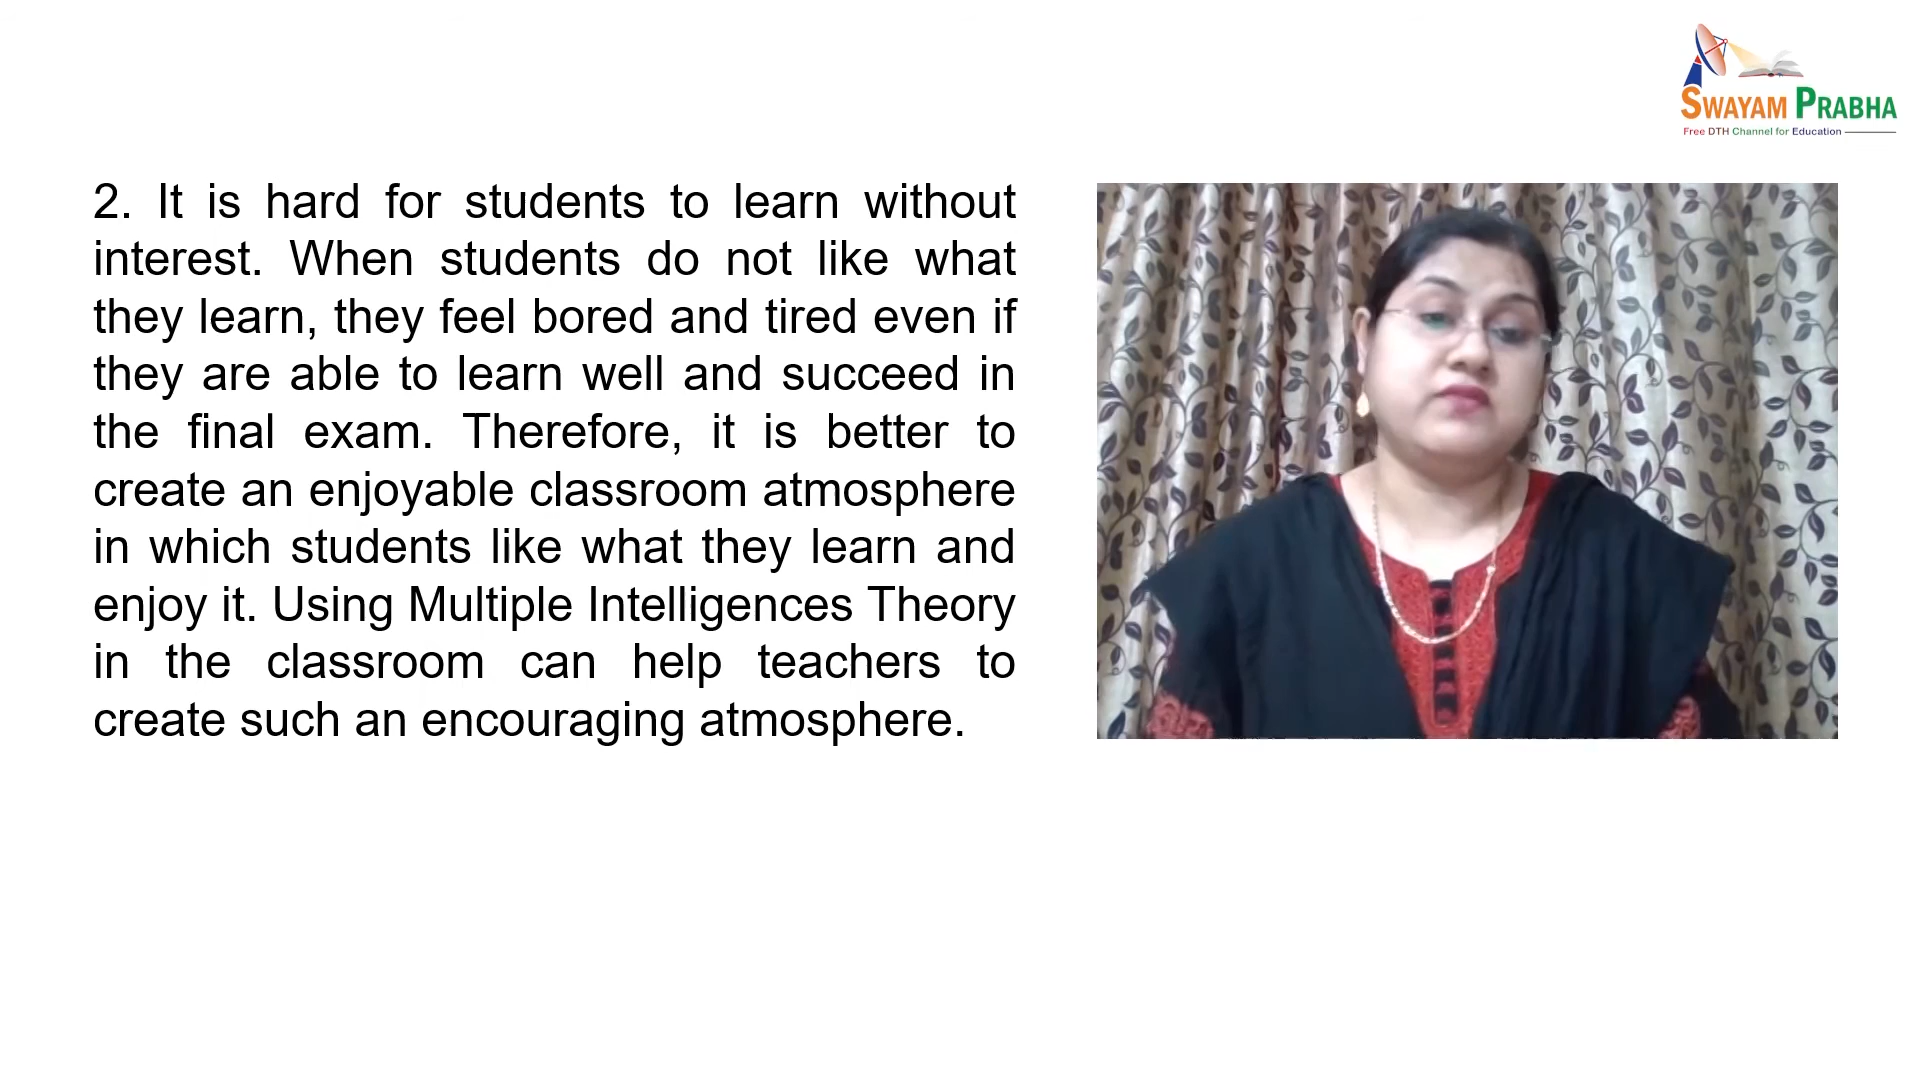 SWAYAM PRABHA
Free DTH Channel for Education
2. It is hard for students to learn without
interest. When students do not like what
they learn, they feel bored and tired even if
they are able to learn well and succeed in
the final exam. Therefore, it is better to
create an enjoyable classroom atmosphere
in which students like what they learn and
enjoy it. Using Multiple Intelligences Theory
in the classroom can help teachers to
create such an encouraging atmosphere.